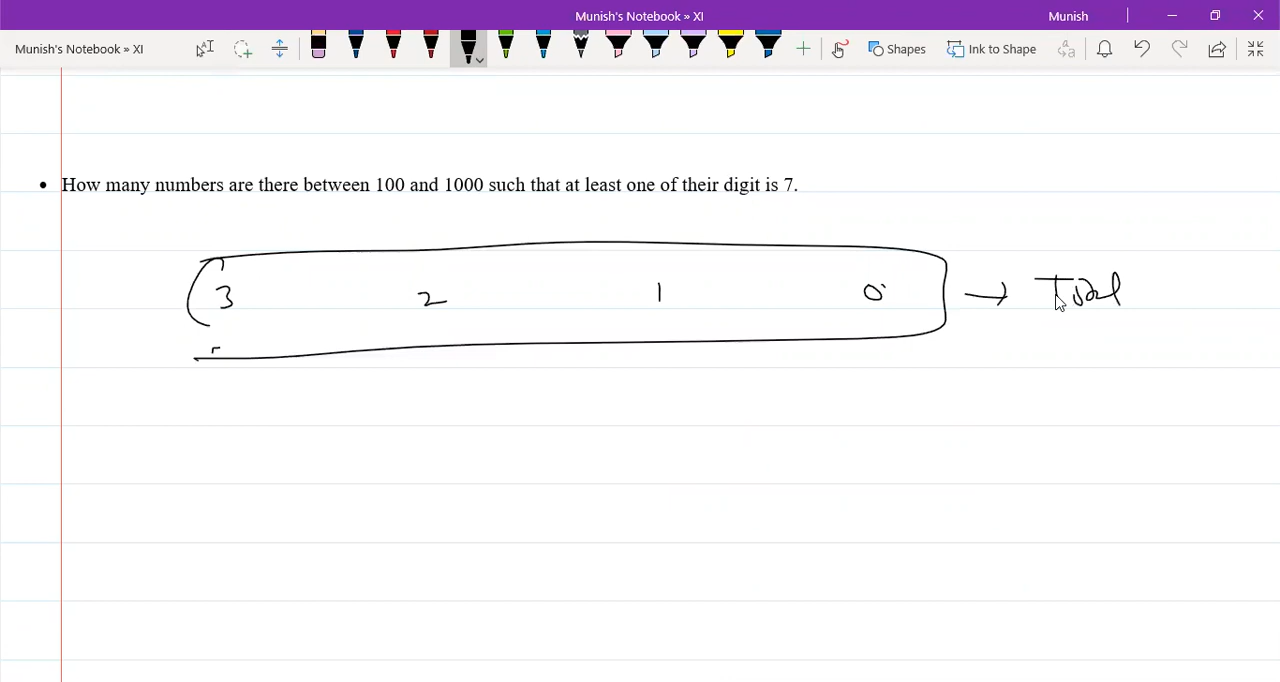 Munish's Notebook » XI
Munish
Munish's Notebook » XI
Shapes
Ink to Shape
• How many numbers are there between 100 and 1000 such that at least one of their digit is 7.
3 2 1 0 → Total